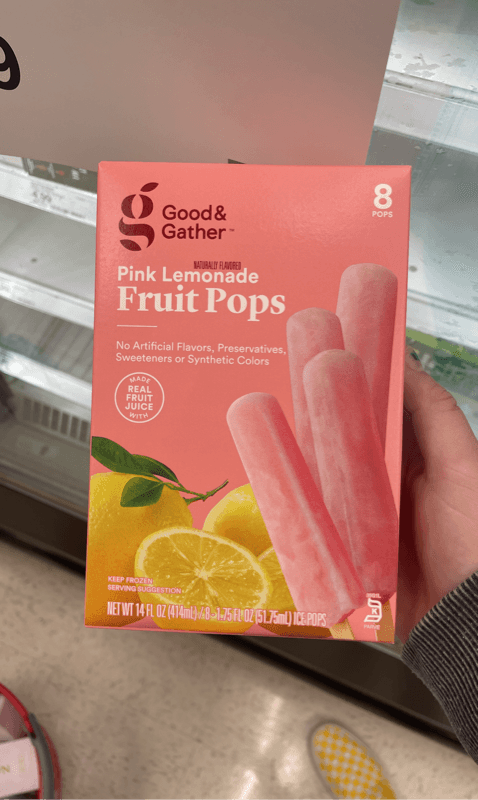 9
Good&
Gather™
8
POPS
NATURALLY FLAVORED
Pink Lemonade
Fruit Pops
No Artificial Flavors, Preservatives,
Sweeteners or Synthetic Colors
MADE
REAL
FRUIT
JUICE
WITH
KEEP FROZEN
SERVING SUGGESTION
NET WT 14 FL OZ (414mL) / 8 - 1.75 FL OZ (51.75mL) ICE POPS